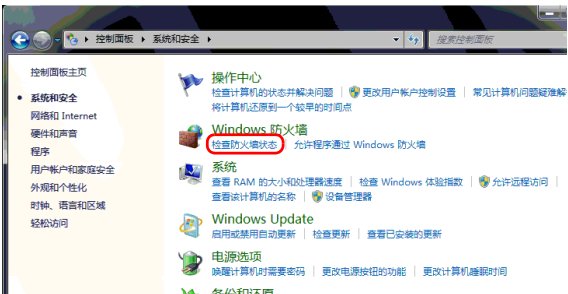 控制面板 ▸ 系统和安全 ▸
搜索控制面板
控制面板主页
系统和安全
网络和 Internet
硬件和声音
程序
用户帐户和家庭安全
外观和个性化
时钟、语言和区域
轻松访问
操作中心
检查计算机的状态并解决问题 | 更改用户帐户控制设置 | 常见计算机问题疑难解
将计算机还原到一个较早的时间点
Windows 防火墙
检查防火墙状态 | 允许程序通过 Windows 防火墙
系统
查看 RAM 的大小和处理器速度 | 检查 Windows 体验指数 | 允许远程访问 |
查看该计算机的名称 | 设备管理器
Windows Update
启用或禁用自动更新 | 检查更新 | 查看已安装的更新
电源选项
唤醒计算机时需要密码 | 更改电源按钮的功能 | 更改计算机睡眠时间
备份和还原